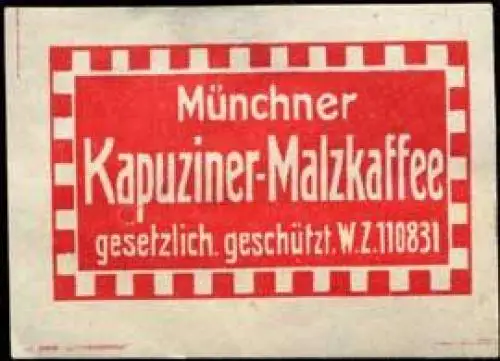 Münchner
Kapuziner-Malzkaffee
gesetzlich. geschützt. W.Z.110831